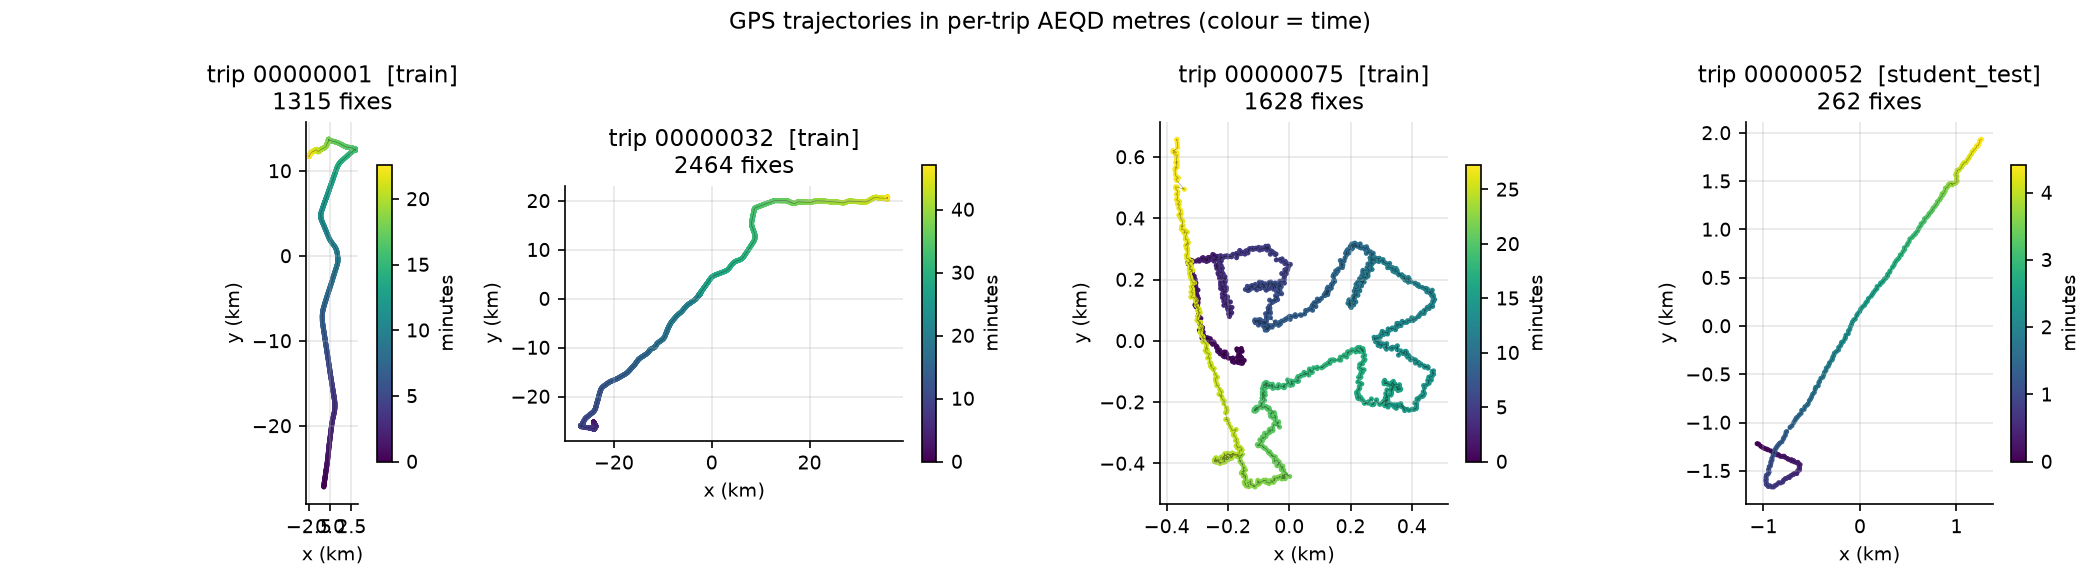 GPS trajectories in per-trip AEQD metres (colour = time)
trip 00000001  [train]
1315 fixes
10
0
−10
−20
y (km)
−2.5
0.0
2.5
x (km)
20
15
10
5
0
minutes
trip 00000032  [train]
2464 fixes
20
10
0
−10
−20
y (km)
−20
0
20
x (km)
40
30
20
10
0
minutes
trip 00000075  [train]
1628 fixes
0.6
0.4
0.2
0.0
−0.2
−0.4
y (km)
−0.4
−0.2
0.0
0.2
0.4
x (km)
25
20
15
10
5
0
minutes
trip 00000052  [student_test]
262 fixes
2.0
1.5
1.0
0.5
0.0
−0.5
−1.0
−1.5
y (km)
−1
0
1
x (km)
4
3
2
1
0
minutes